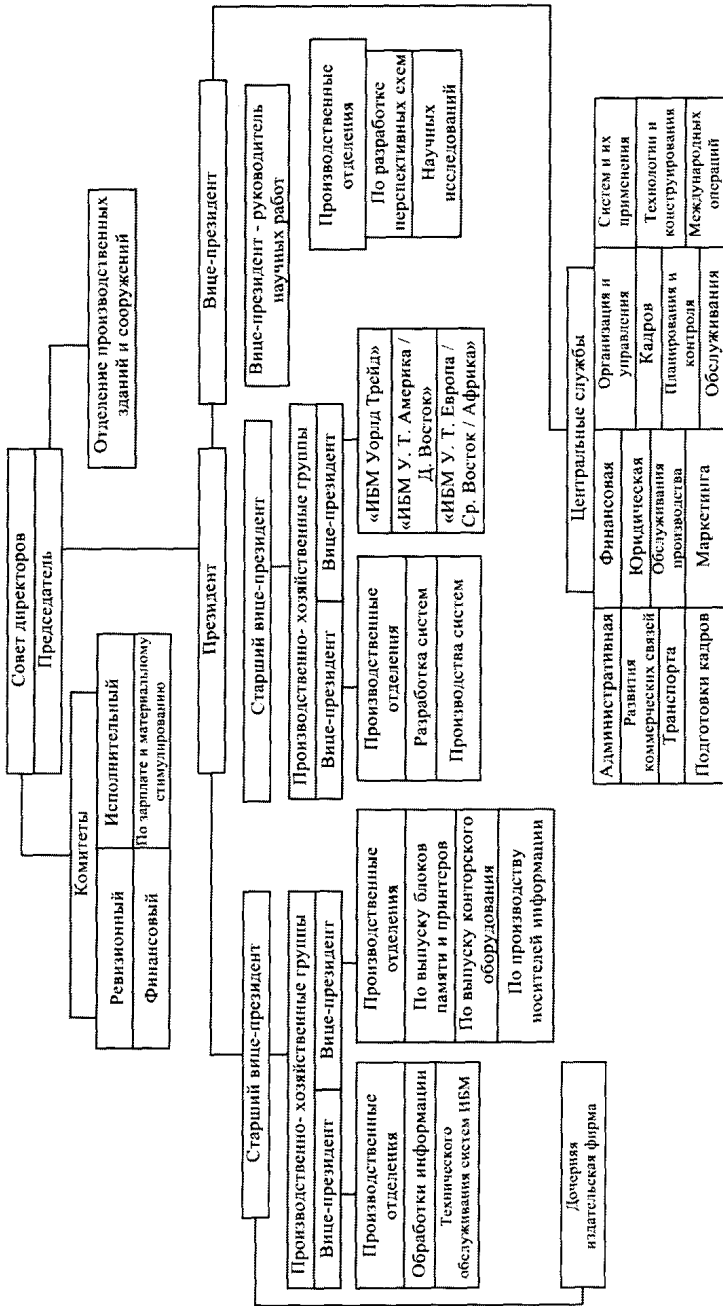 Совет директоров
Председатель
Комитеты
Ревизионный
Исполнительный
Финансовый
По зарплате и материальному
стимулированию
Отделение производственных
зданий и сооружений
Президент
Вице-президент
Старший вице-президент
Производственно- хозяйственные группы
Вице-президент
Вице-президент
Производственные
отделения
Обработки информации
Технического
обслуживания систем ИБМ
Производственные
отделения
По выпуску блоков
памяти и принтеров
По выпуску конторского
оборудования
По производству
носителей информации
Дочерняя
издательская фирма
Старший вице-президент
Производственно- хозяйственные группы
Вице-президент
Вице-президент
Производственные
отделения
Разработка систем
Производства систем
«ИБМ Уорлд Трейд»
«ИБМ У. Т. Америка /
Д. Восток»
«ИБМ У. Т. Европа /
Ср. Восток / Африка»
Вице-президент - руководитель
научных работ
Производственные
отделения
По разработке
перспективных схем
Научных
исследований
Центральные службы
Административная
Финансовая
Организация и
управления
Систем и их
применения
Развития
коммерческих связей
Юридическая
Кадров
Технологии и
конструирования
Транспорта
Обслуживания
производства
Планирования и
контроля
Международных
операций
Подготовки кадров
Маркетинга
Обслуживания